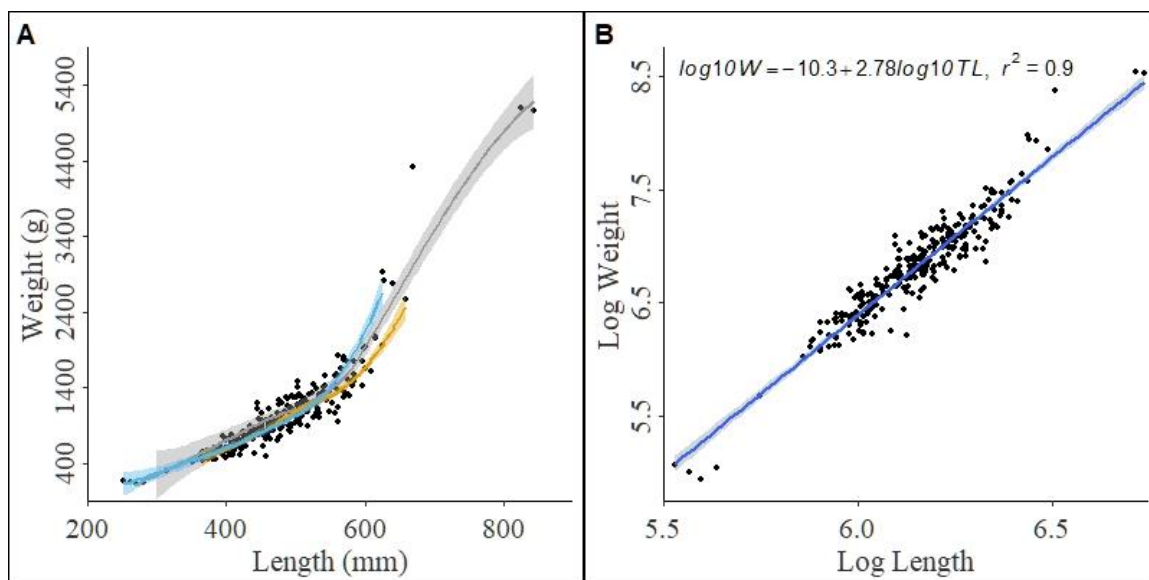 A
5400
4400
3400
2400
1400
400
Weight (g)
200
400
600
800
Length (mm)
B
log10W=−10.3+2.78log10TL, r² = 0.9
8.5
7.5
6.5
5.5
Log Weight
5.5
6.0
6.5
Log Length